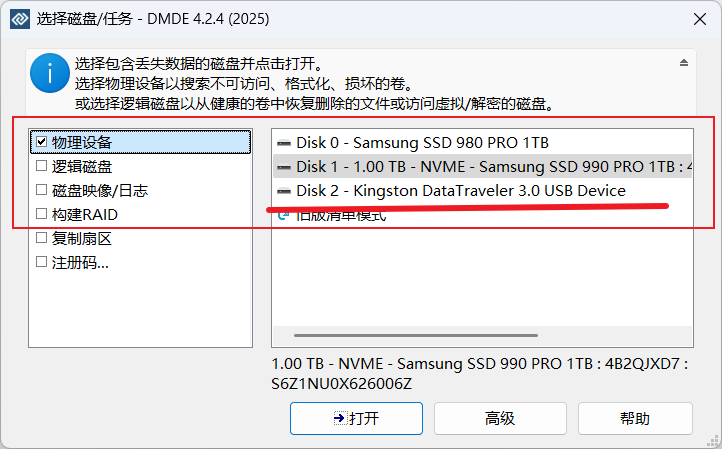 选择磁盘/任务 - DMDE 4.2.4 (2025)
选择包含丢失数据的磁盘并点击打开。
选择物理设备以搜索不可访问、格式化、损坏的卷。
或选择逻辑磁盘以从健康的卷中恢复删除的文件或访问虚拟/解密的磁盘。
物理设备
逻辑磁盘
磁盘映像/日志
构建RAID
复制扇区
注册码...
Disk 0 - Samsung SSD 980 PRO 1TB
Disk 1 - 1.00 TB - NVME - Samsung SSD 990 PRO 1TB : 4
Disk 2 - Kingston DataTraveler 3.0 USB Device
旧版清单模式
1.00 TB - NVME - Samsung SSD 990 PRO 1TB : 4B2QJXD7 :
S6Z1NU0X626006Z
打开
高级
帮助